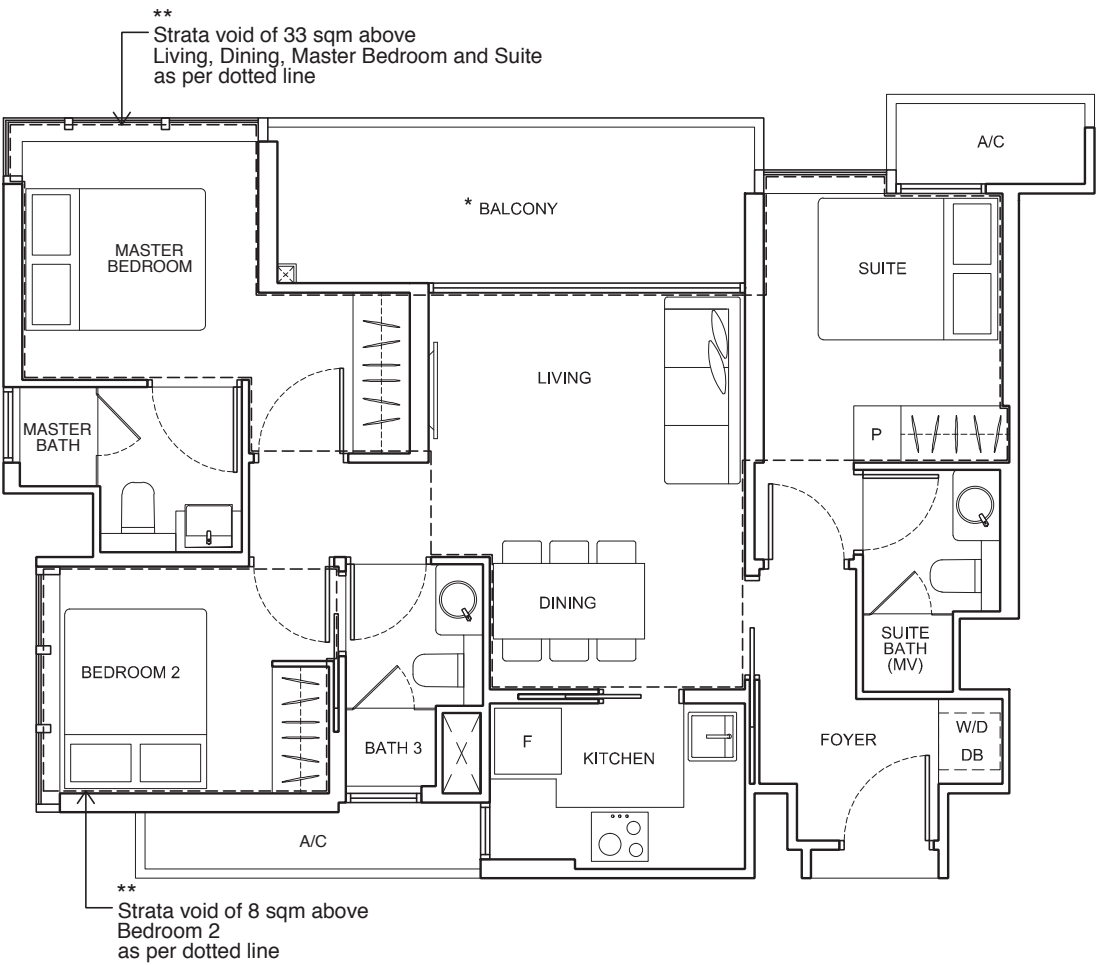 **
Strata void of 33 sqm above
Living, Dining, Master Bedroom and Suite
as per dotted line
A/C
* BALCONY
MASTER
BEDROOM
SUITE
LIVING
MASTER
BATH
P
DINING
SUITE
BATH
(MV)
BEDROOM 2
BATH 3
F
KITCHEN
FOYER
W/D
DB
A/C
**
Strata void of 8 sqm above
Bedroom 2
as per dotted line